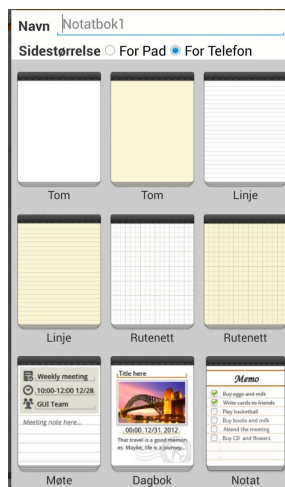 Navn Notatbok1
Sidestørrelse For Pad For Telefon
Tom Tom Linje
Linje Rutenett Rutenett
Weekly meeting
10:00-12:00 12/28
GUI Team
Meeting note here...
Møte
Title here
00:00, 12/31, 2012
That travel is a good memon
es. Maybe, life is a journey.
Dagbok
Memo
Buy eggs and milk
Write cards to friends
Play basketball
Buy books and milk
Attend the meeting
Buy CD and flowers
Notat